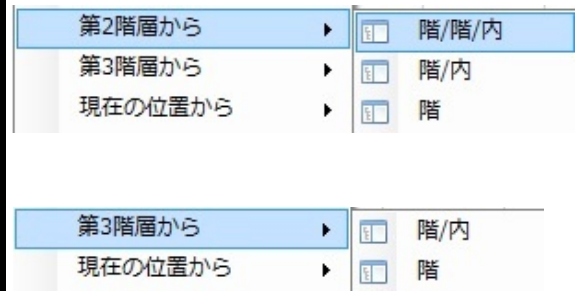 第2階層から
階/階/内
第3階層から
階/内
現在の位置から
階
第3階層から
階/内
現在の位置から
階